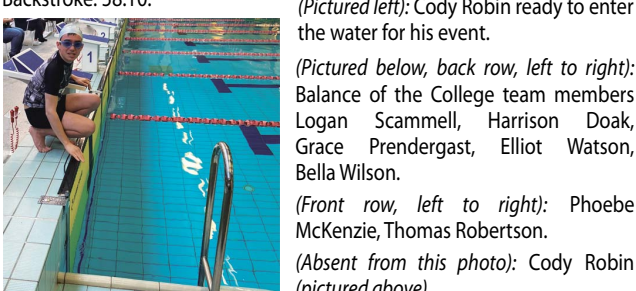 Backstroke: 58.10.
(Pictured left): Cody Robin ready to enter
the water for his event.
(Pictured below, back row, left to right):
Balance of the College team members
Logan Scammell, Harrison Doak,
Grace Prendergast, Elliot Watson,
Bella Wilson.
(Front row, left to right): Phoebe
McKenzie, Thomas Robertson.
(Absent from this photo): Cody Robin
(pictured above).
1